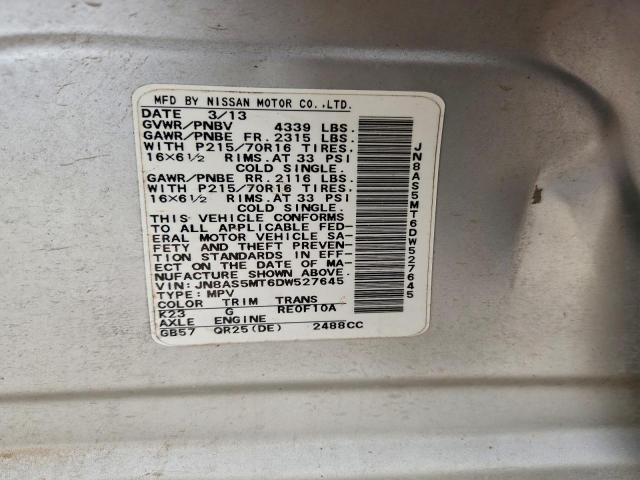 MFD BY NISSAN MOTOR CO.,LTD.
DATE 3/13
GVWR/PNBV 4339 LBS.
GAWR/PNBE FR. 2315 LBS.
WITH P215/70R16 TIRES.
16×6½ RIMS.AT 33 PSI
COLD SINGLE.
GAWR/PNBE RR. 2116 LBS.
WITH P215/70R16 TIRES.
16×6½ RIMS.AT 33 PSI
COLD SINGLE.
THIS VEHICLE CONFORMS
TO ALL APPLICABLE FED-
ERAL MOTOR VEHICLE SA-
FETY AND THEFT PREVEN-
TION STANDARDS IN EFF-
ECT ON THE DATE OF MA-
NUFACTURE SHOWN ABOVE.
VIN: JN8AS5MT6DW527645
TYPE: MPV
COLOR TRIM TRANS
K23 G RE0F10A
AXLE ENGINE
GB57 QR25(DE) 2488CC
JN8AS5MT6DW527645